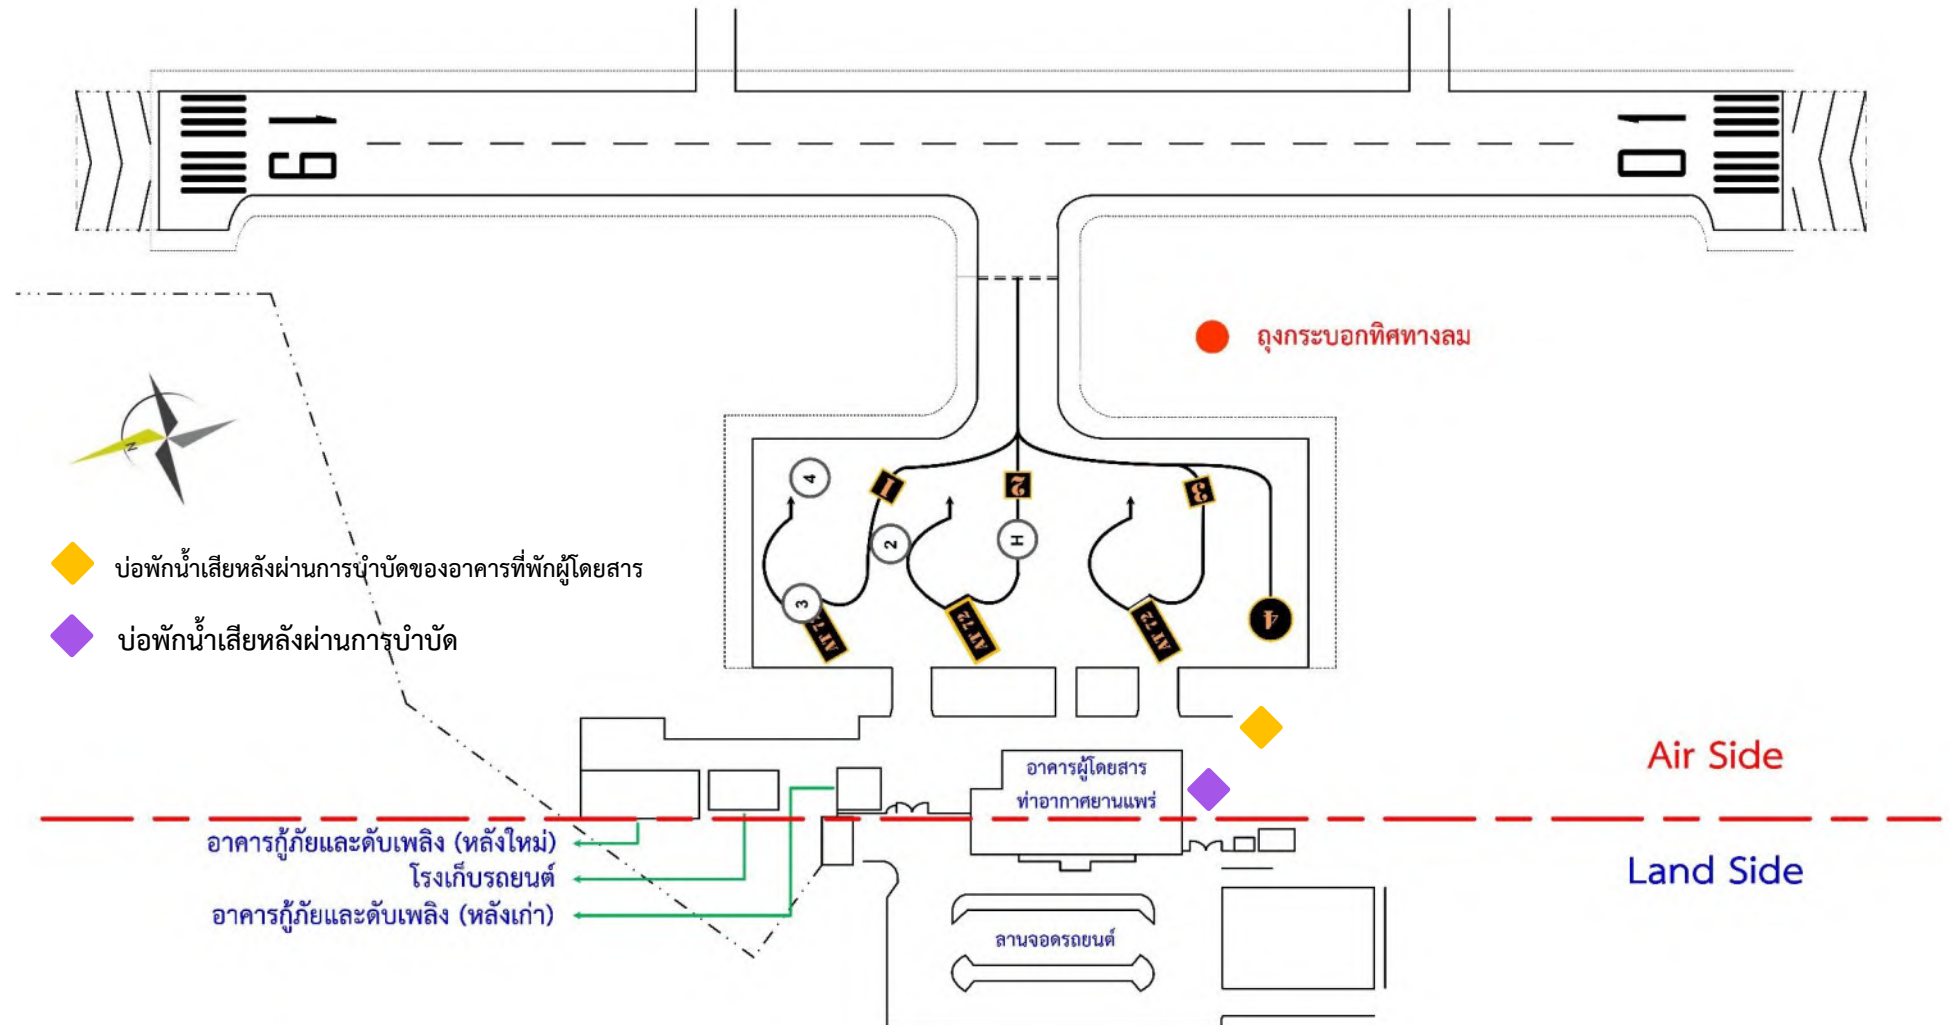 19
01
ถุงกระบอกทิศทางลม
N
4
1
2
3
2
H
3
4
AT 72
AT 72
AT 72
บ่อพักน้ำเสียหลังผ่านการบำบัดของอาคารที่พักผู้โดยสาร
บ่อพักน้ำเสียหลังผ่านการบำบัด
อาคารผู้โดยสาร
ท่าอากาศยานแพร่
Air Side
Land Side
อาคารกู้ภัยและดับเพลิง (หลังใหม่)
โรงเก็บรถยนต์
อาคารกู้ภัยและดับเพลิง (หลังเก่า)
ลานจอดรถยนต์